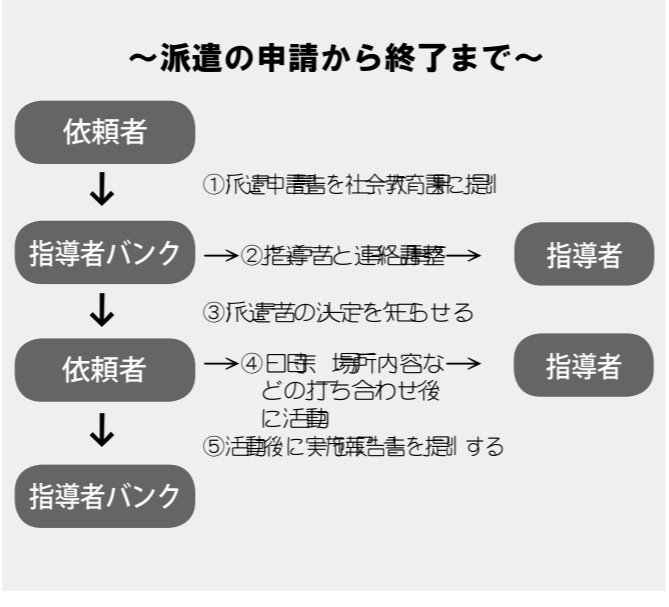 ～派遣の申請から終了まで～
依頼者
↓
①派遣申請書を社会教育課に提出
指導者バンク
→②指導者と連絡調整→
指導者
↓
③派遣者の決定を知らせる
依頼者
→④日時、場所内容な→
どの打ち合わせ後
に活動
指導者
↓
⑤活動後に実施報告書を提出する
指導者バンク